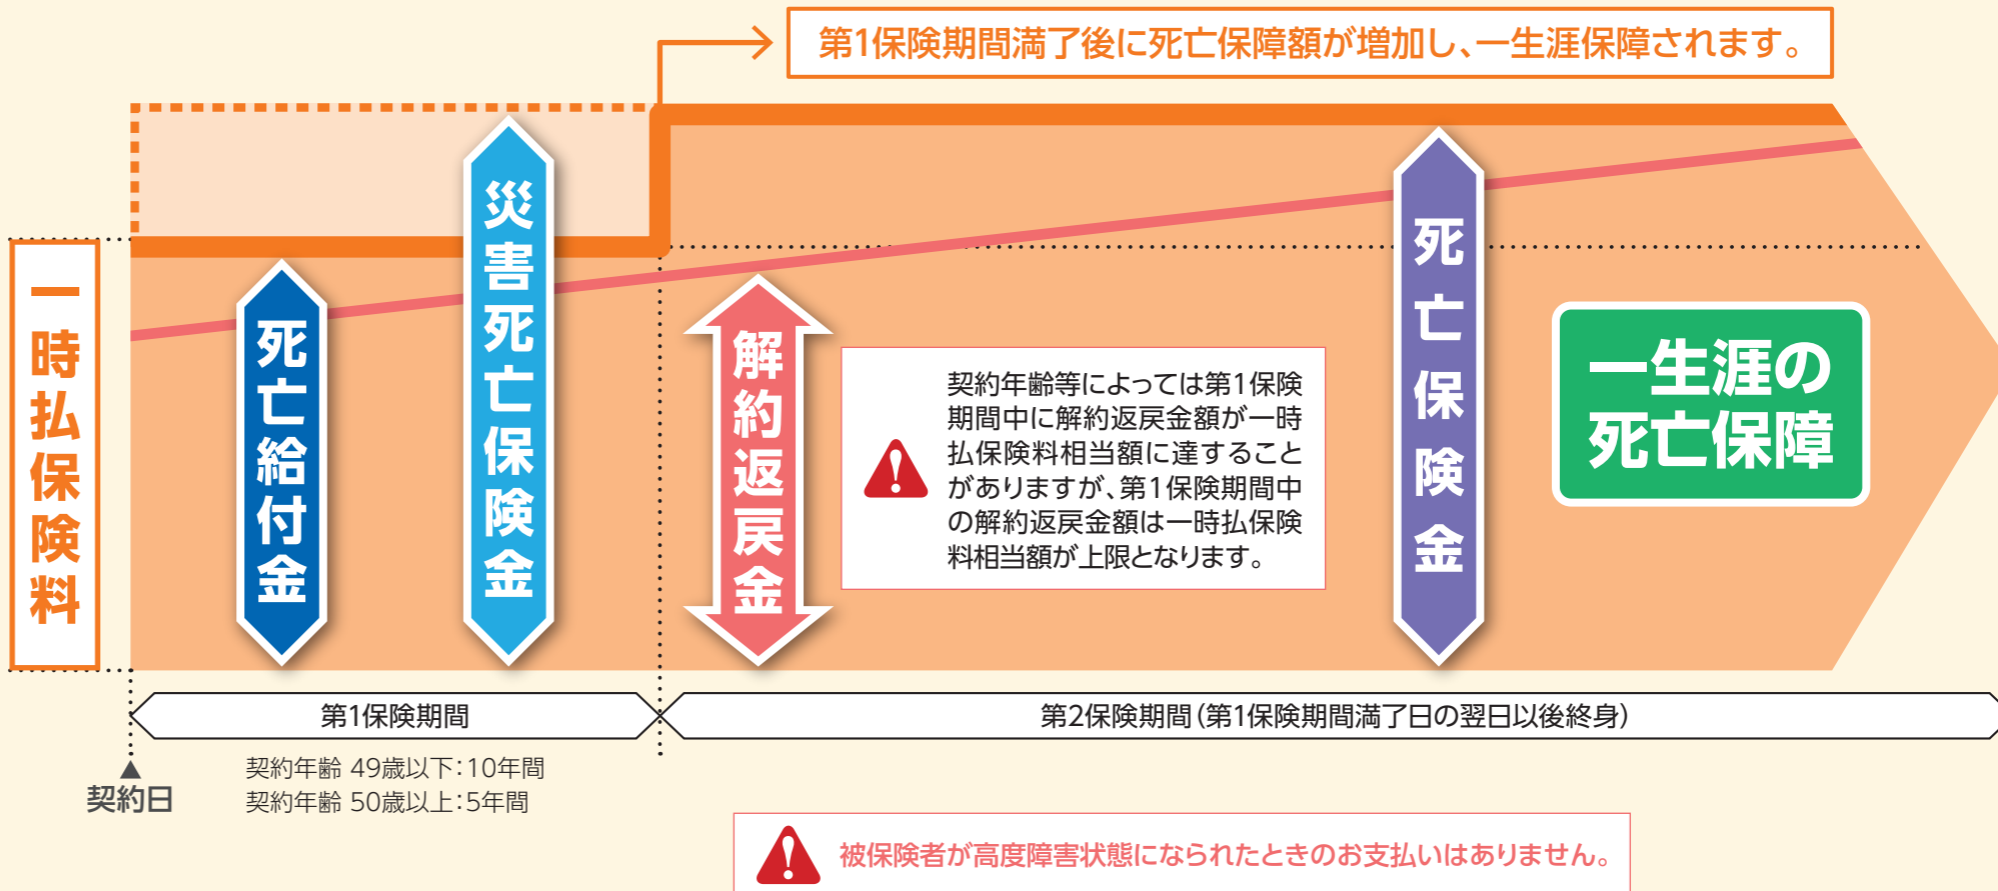 第1保険期間満了後に死亡保障額が増加し、一生涯保障されます。
一時払保険料
死亡給付金
災害死亡保険金
解約返戻金
契約年齢等によっては第1保険
期間中に解約返戻金額が一時
払保険料相当額に達すること
がありますが、第1保険期間中
の解約返戻金額は一時払保険
料相当額が上限となります。
死亡保険金
一生涯の
死亡保障
第1保険期間
第2保険期間(第1保険期間満了日の翌日以後終身)
契約日
契約年齢 49歳以下:10年間
契約年齢 50歳以上:5年間
被保険者が高度障害状態になられたときのお支払いはありません。